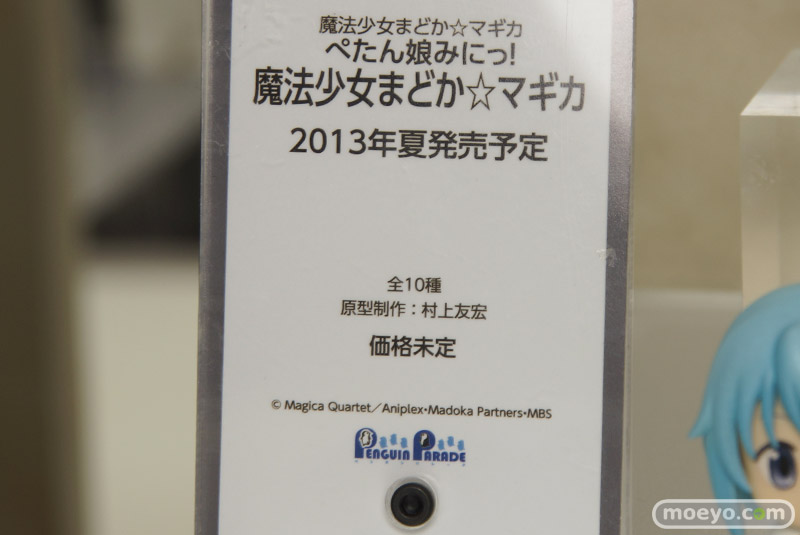 魔法少女まどか☆マギカ
ぺたん娘みにっ!
魔法少女まどか☆マギカ
2013年夏発売予定
全10種
原型制作：村上友宏
価格未定
© Magica Quartet／Aniplex・Madoka Partners・MBS
PENGUIN PARADE
moeyo.com